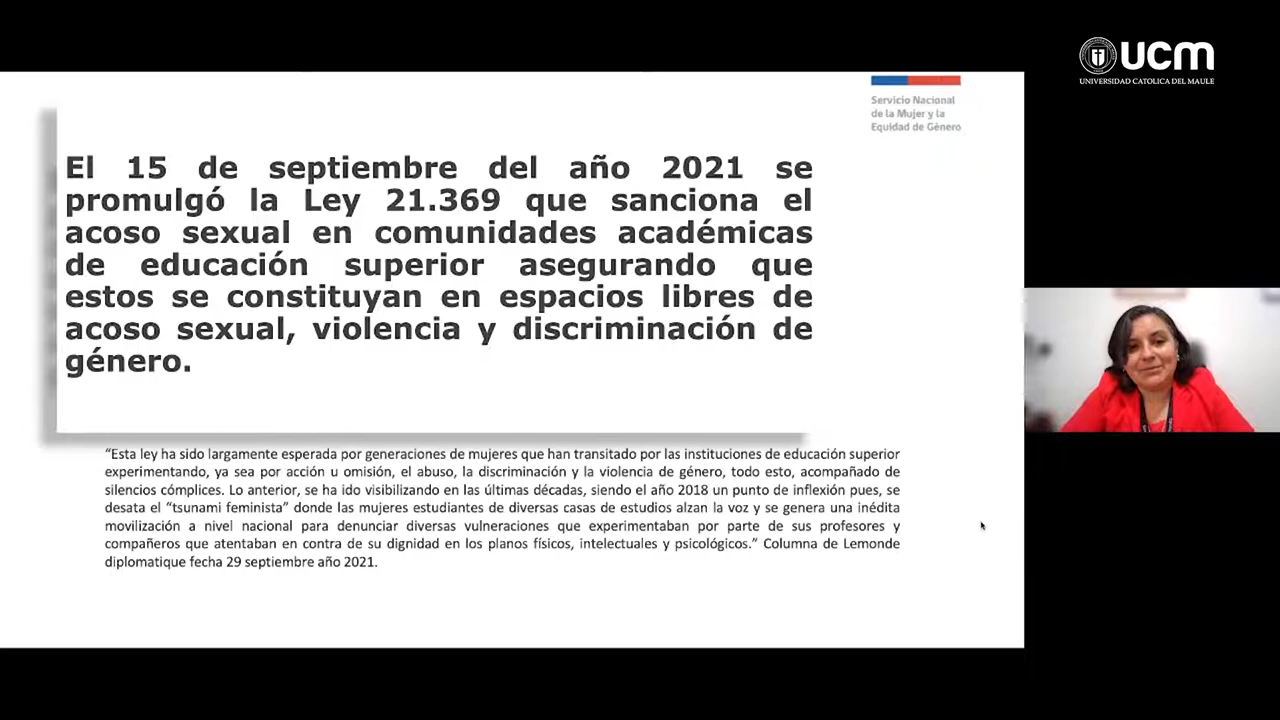 UCM
UNIVERSIDAD CATOLICA DEL MAULE
Servicio Nacional
de la Mujer y la
Equidad de Género
El 15 de septiembre del año 2021 se
promulgó la Ley 21.369 que sanciona el
acoso sexual en comunidades académicas
de educación superior asegurando que
estos se constituyan en espacios libres de
acoso sexual, violencia y discriminación de
género.
“Esta ley ha sido largamente esperada por generaciones de mujeres que han transitado por las instituciones de educación superior
experimentando, ya sea por acción u omisión, el abuso, la discriminación y la violencia de género, todo esto, acompañado de
silencios cómplices. Lo anterior, se ha ido visibilizando en las últimas décadas, siendo el año 2018 un punto de inflexión pues, se
desata el “tsunami feminista” donde las mujeres estudiantes de diversas casas de estudios alzan la voz y se genera una inédita
movilización a nivel nacional para denunciar diversas vulneraciones que experimentaban por parte de sus profesores y
compañeros que atentaban en contra de su dignidad en los planos físicos, intelectuales y psicológicos.” Columna de Lemonde
diplomatique fecha 29 septiembre año 2021.